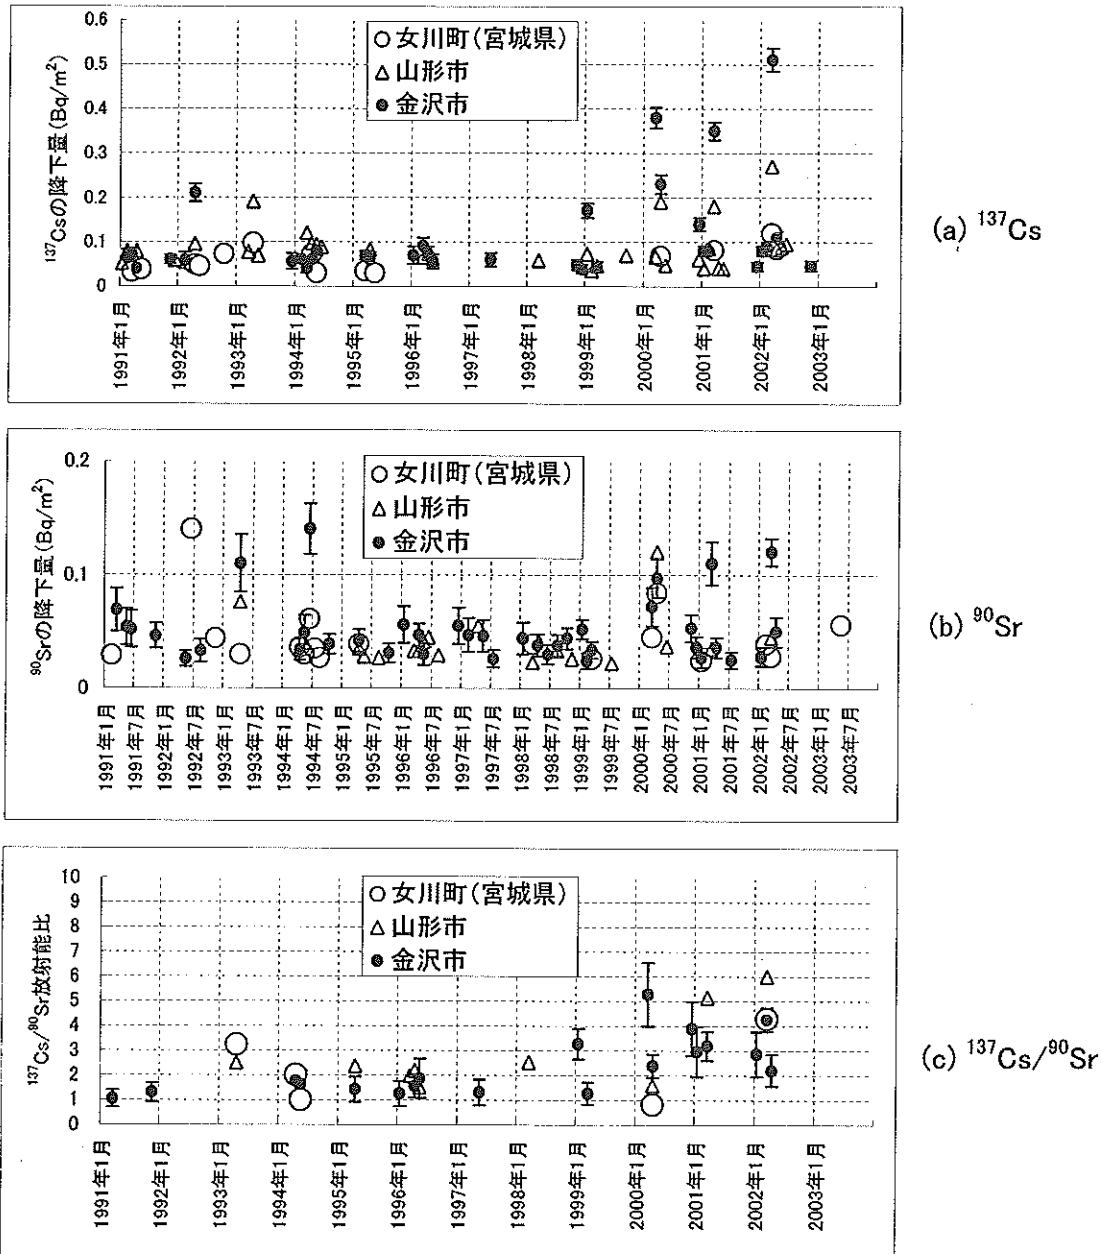 0.6
0.5
0.4
0.3
0.2
0.1
0
¹³⁷Csの降下量(Bq/m²)
○女川町(宮城県)
△山形市
●金沢市
1991年1月
1992年1月
1993年1月
1994年1月
1995年1月
1996年1月
1997年1月
1998年1月
1999年1月
2000年1月
2001年1月
2002年1月
2003年1月
(a) ¹³⁷Cs
0.2
0.1
0
⁹⁰Srの降下量(Bq/m²)
○女川町(宮城県)
△山形市
●金沢市
1991年1月
1991年7月
1992年1月
1992年7月
1993年1月
1993年7月
1994年1月
1994年7月
1995年1月
1995年7月
1996年1月
1996年7月
1997年1月
1997年7月
1998年1月
1998年7月
1999年1月
1999年7月
2000年1月
2000年7月
2001年1月
2001年7月
2002年1月
2002年7月
2003年1月
2003年7月
(b) ⁹⁰Sr
10
9
8
7
6
5
4
3
2
1
0
¹³⁷Cs/⁹⁰Sr放射能比
○女川町(宮城県)
△山形市
●金沢市
1991年1月
1992年1月
1993年1月
1994年1月
1995年1月
1996年1月
1997年1月
1998年1月
1999年1月
2000年1月
2001年1月
2002年1月
2003年1月
(c) ¹³⁷Cs/⁹⁰Sr